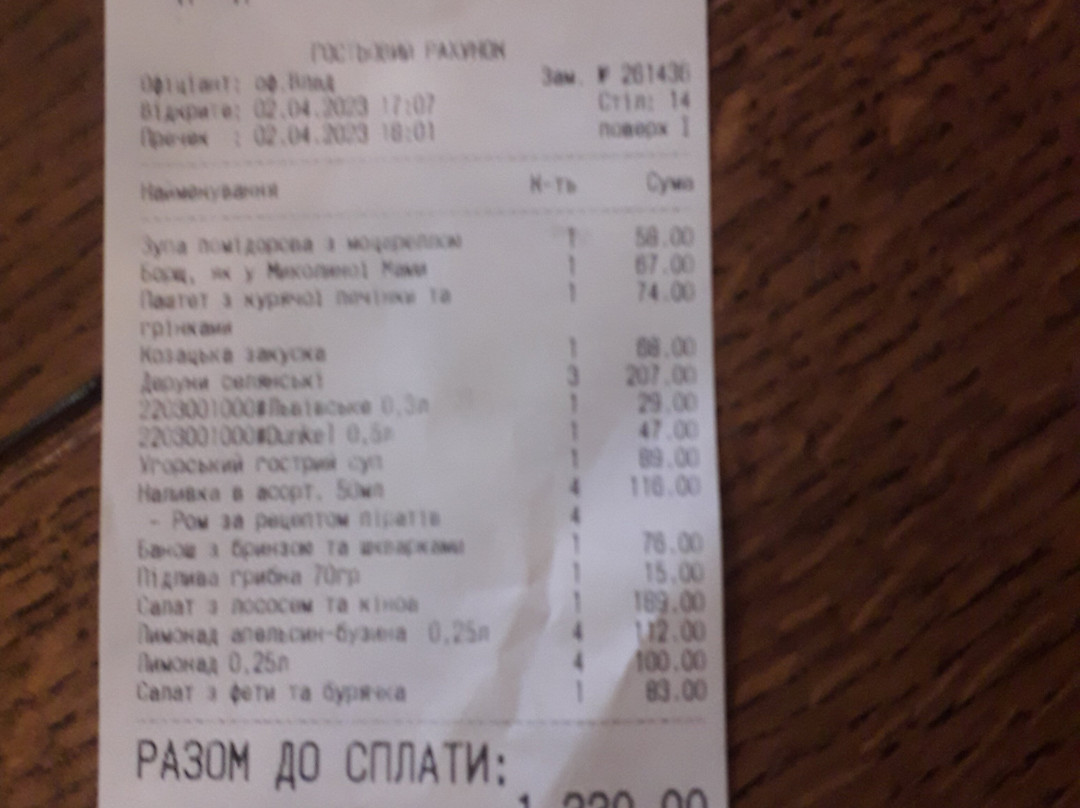 ГОСТЬОВИЙ РАХУНОК
Офіціант: оф.Влад Зам. № 261436
Відкрите: 02.04.2023 17:07 Стіл: 14
Пречек : 02.04.2023 18:01 поверх 1
Найменування К-ть Сума
Зупа помідорова з моцареллою 1 58.00
Борщ, як у Миколиної Мами 1 67.00
Паштет з курячої печінки та 1 74.00
грінками
Козацька закуска 1 68.00
Деруни селянські 3 207.00
2203001000#Львівське 0,3л 1 29.00
2203001000#Dunkel 0,5л 1 47.00
Угорський гострий суп 1 89.00
Наливка в асорт. 50мл 4 116.00
- Ром за рецептом піратів 4
Банош з бринзою та шкварками 1 76.00
Підлива грибна 70гр 1 15.00
Салат з лососем та кіноа 1 189.00
Лимонад апельсин-бузина 0,25л 4 112.00
Лимонад 0,25л 4 100.00
Салат з фети та бурячка 1 83.00
РАЗОМ ДО СПЛАТИ: